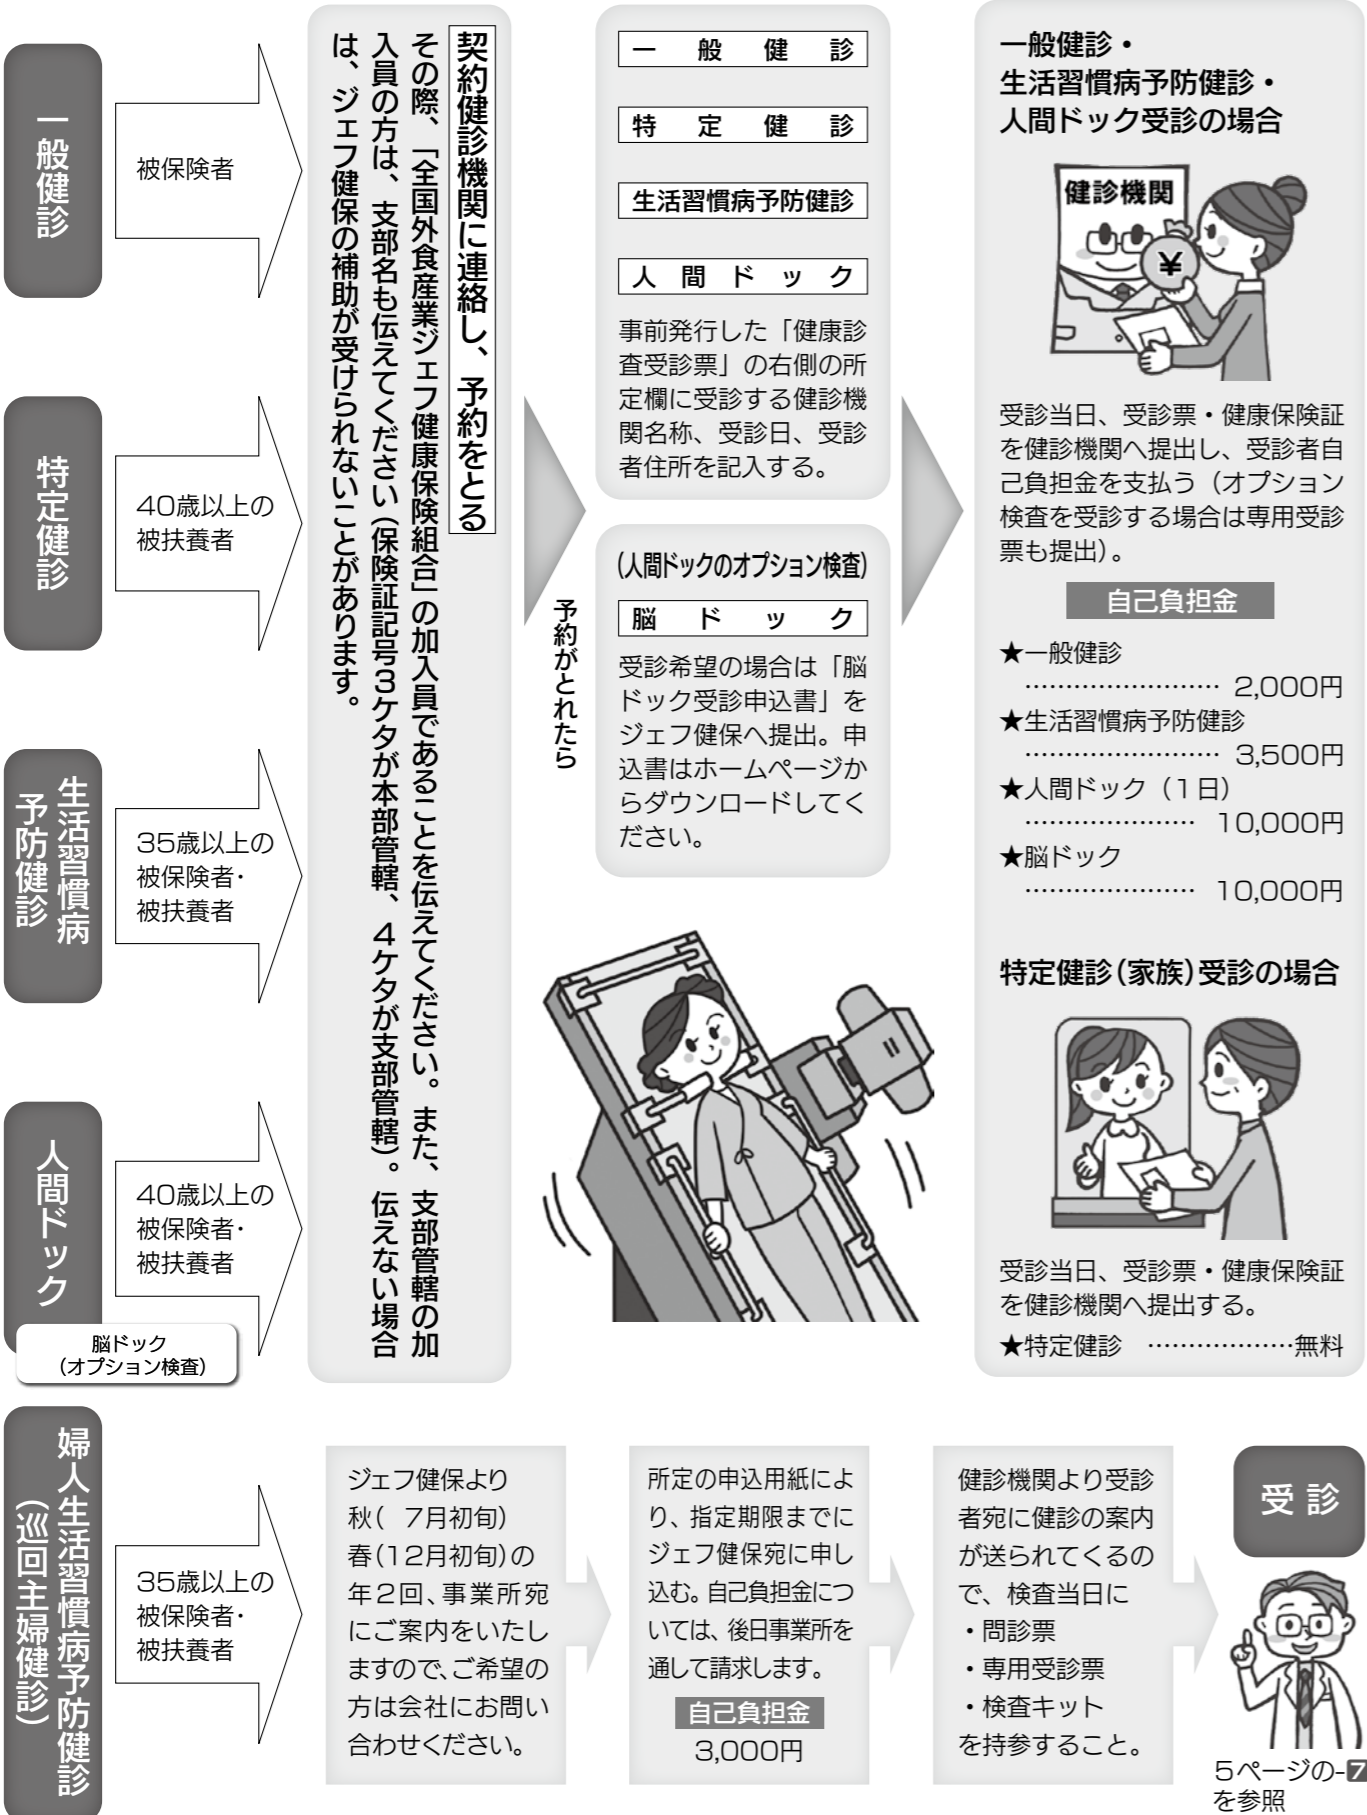 一般健診
被保険者
特定健診
40歳以上の
被扶養者
生活習慣病
予防健診
35歳以上の
被保険者・
被扶養者
人間ドック
脳ドック
（オプション検査）
40歳以上の
被保険者・
被扶養者
契約健診機関に連絡し、予約をとる
その際、「全国外食産業ジェフ健康保険組合」の加入員であることを伝えてください。また、支部管轄の加
入員の方は、支部名も伝えてください（保険証記号3ケタが本部管轄、4ケタが支部管轄）。伝えない場合
は、ジェフ健保の補助が受けられないことがあります。
予約がとれたら
一般健診
特定健診
生活習慣病予防健診
人間ドック
事前発行した「健康診
査受診票」の右側の所
定欄に受診する健診機
関名称、受診日、受診
者住所を記入する。
（人間ドックのオプション検査）
脳ドック
受診希望の場合は「脳
ドック受診申込書」を
ジェフ健保へ提出。申
込書はホームページか
らダウンロードしてく
ださい。
一般健診・
生活習慣病予防健診・
人間ドック受診の場合
健診機関
¥
受診当日、受診票・健康保険証
を健診機関へ提出し、受診者自
己負担金を支払う（オプション
検査を受診する場合は専用受診
票も提出）。
自己負担金
★一般健診
…………………… 2,000円
★生活習慣病予防健診
…………………… 3,500円
★人間ドック（1日）
………………… 10,000円
★脳ドック
………………… 10,000円
特定健診（家族）受診の場合
受診当日、受診票・健康保険証
を健診機関へ提出する。
★特定健診 ………………無料
婦人生活習慣病予防健診
（巡回主婦健診）
35歳以上の
被保険者・
被扶養者
ジェフ健保より
秋（ 7月初旬）
春（12月初旬）の
年2回、事業所宛
にご案内をいたし
ますので、ご希望の
方は会社にお問い
合わせください。
所定の申込用紙によ
り、指定期限までに
ジェフ健保宛に申し
込む。自己負担金につ
いては、後日事業所を
通して請求します。
自己負担金
3,000円
健診機関より受診
者宛に健診の案内
が送られてくるの
で、検査当日に
・問診票
・専用受診票
・検査キット
を持参すること。
受診
5ページの-7
を参照